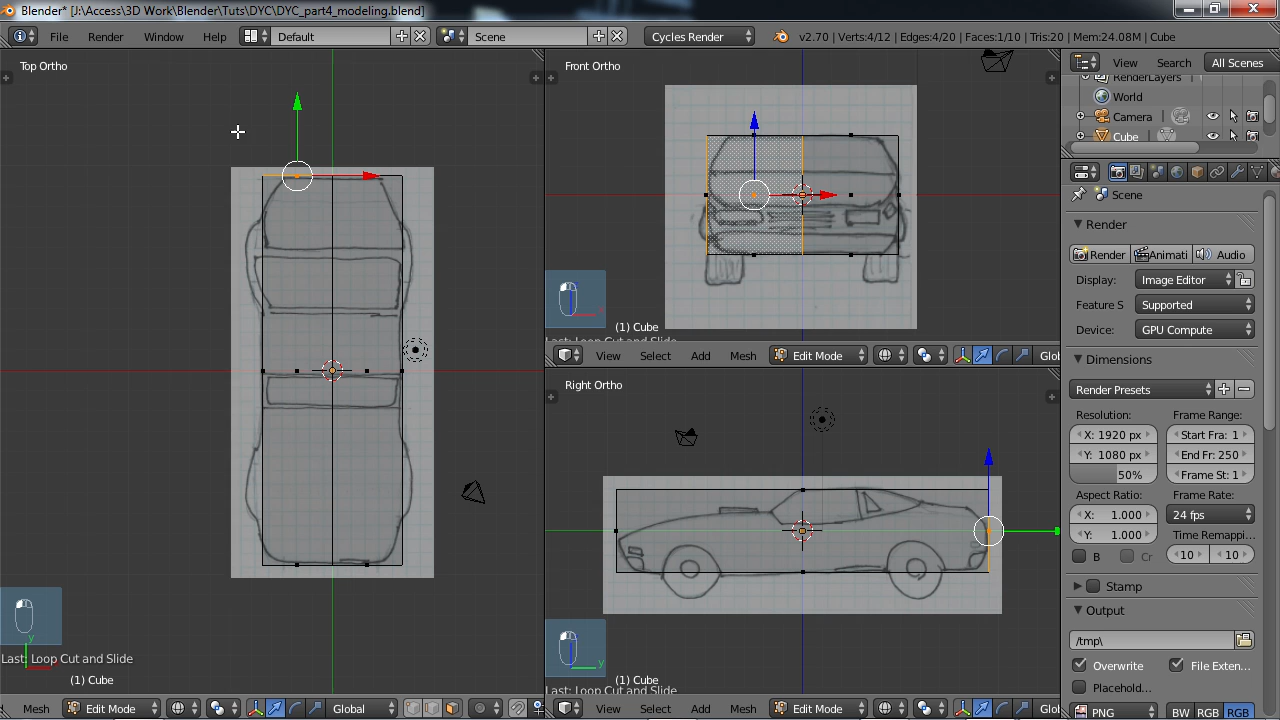 Blender* [J:\Access\3D Work\Blender\Tuts\DYC\DYC_part4_modeling.blend]
File Render Window Help Default Scene Cycles Render v2.70 | Verts:4/12 | Edges:4/20 | Faces:1/10 | Tris:20 | Mem:24.08M | Cube
Top Ortho
y
Last: Loop Cut and Slide
(1) Cube
Mesh Edit Mode Global
Front Ortho
x
(1) Cube
Last: Loop Cut and Slide
View Select Add Mesh Edit Mode Glol
Right Ortho
y
(1) Cube
Last: Loop Cut and Slide
View Select Add Mesh Edit Mode Glol
View Search All Scenes
RenderLayers
World
Camera
Cube
Scene
Render
Render Animati Audio
Display: Image Editor
Feature S Supported
Device: GPU Compute
Dimensions
Render Presets
Resolution: Frame Range:
X: 1920 px Start Fra: 1
Y: 1080 px End Fr: 250
50% Frame St: 1
Aspect Ratio: Frame Rate:
X: 1.000 24 fps
Y: 1.000 Time Remappi...
B Cr 10 10
Stamp
Output
/tmp\
Overwrite File Exten...
Placehold...
PNG BW RGB RGB